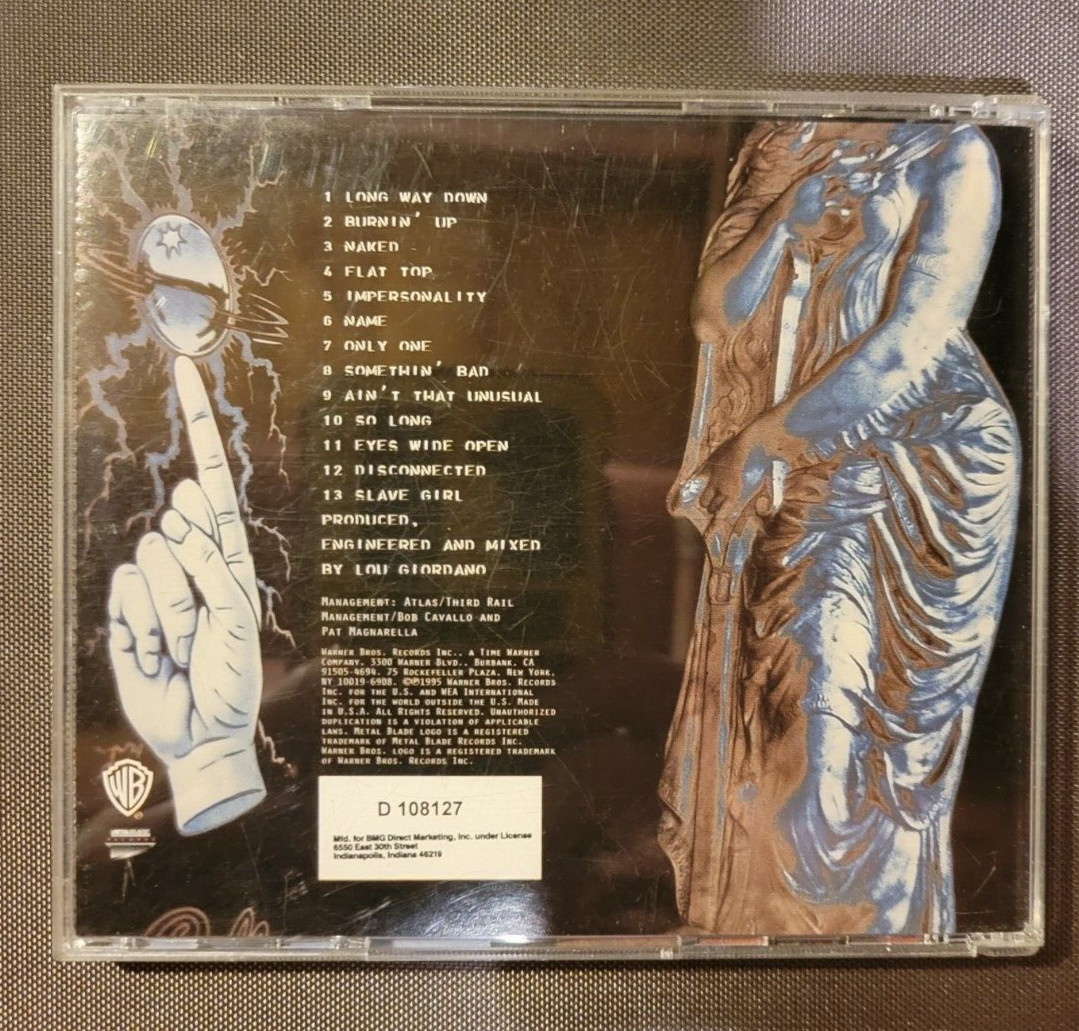 1 LONG WAY DOWN
2 BURNIN' UP
3 NAKED
4 FLAT TOP
5 IMPERSONALITY
6 NAME
7 ONLY ONE
8 SOMETHIN' BAD
9 AIN'T THAT UNUSUAL
10 SO LONG
11 EYES WIDE OPEN
12 DISCONNECTED
13 SLAVE GIRL
PRODUCED,
ENGINEERED AND MIXED
BY LOU GIORDANO
MANAGEMENT: ATLAS/THIRD RAIL
MANAGEMENT/BOB CAVALLO AND
PAT MAGNARELLA
WARNER BROS. RECORDS INC., A TIME WARNER
COMPANY. 3300 WARNER BLVD., BURBANK, CA
91505-4694. 75 ROCKEFELLER PLAZA, NEW YORK,
NY 10019-6908. ©℗1995 WARNER BROS. RECORDS
INC. FOR THE U.S. AND WEA INTERNATIONAL
INC. FOR THE WORLD OUTSIDE THE U.S. MADE
IN U.S.A. ALL RIGHTS RESERVED. UNAUTHORIZED
DUPLICATION IS A VIOLATION OF APPLICABLE
LAWS. METAL BLADE LOGO IS A REGISTERED
TRADEMARK OF METAL BLADE RECORDS INC.
WARNER BROS. LOGO IS A REGISTERED TRADEMARK
OF WARNER BROS. RECORDS INC.
WB
®
D 108127
Mfd. for BMG Direct Marketing, Inc. under License
6550 East 30th Street
Indianapolis, Indiana 46219